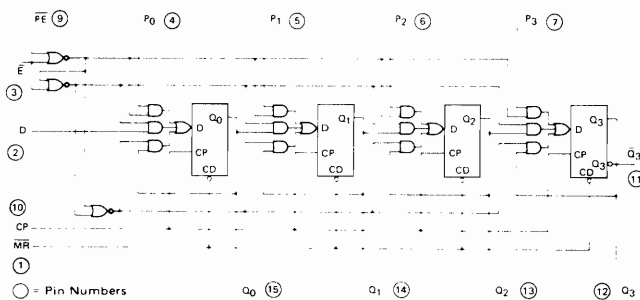 PE 9 P0 4 P1 5 P2 6 P3 7
E
3
Q0 Q1 Q2 Q3
D D D D D
2
CP CP CP Q3 Q̄3
CD CD CD CD
11
10
CP
MR
1
= Pin Numbers Q0 15 Q1 14 Q2 13 12 Q3